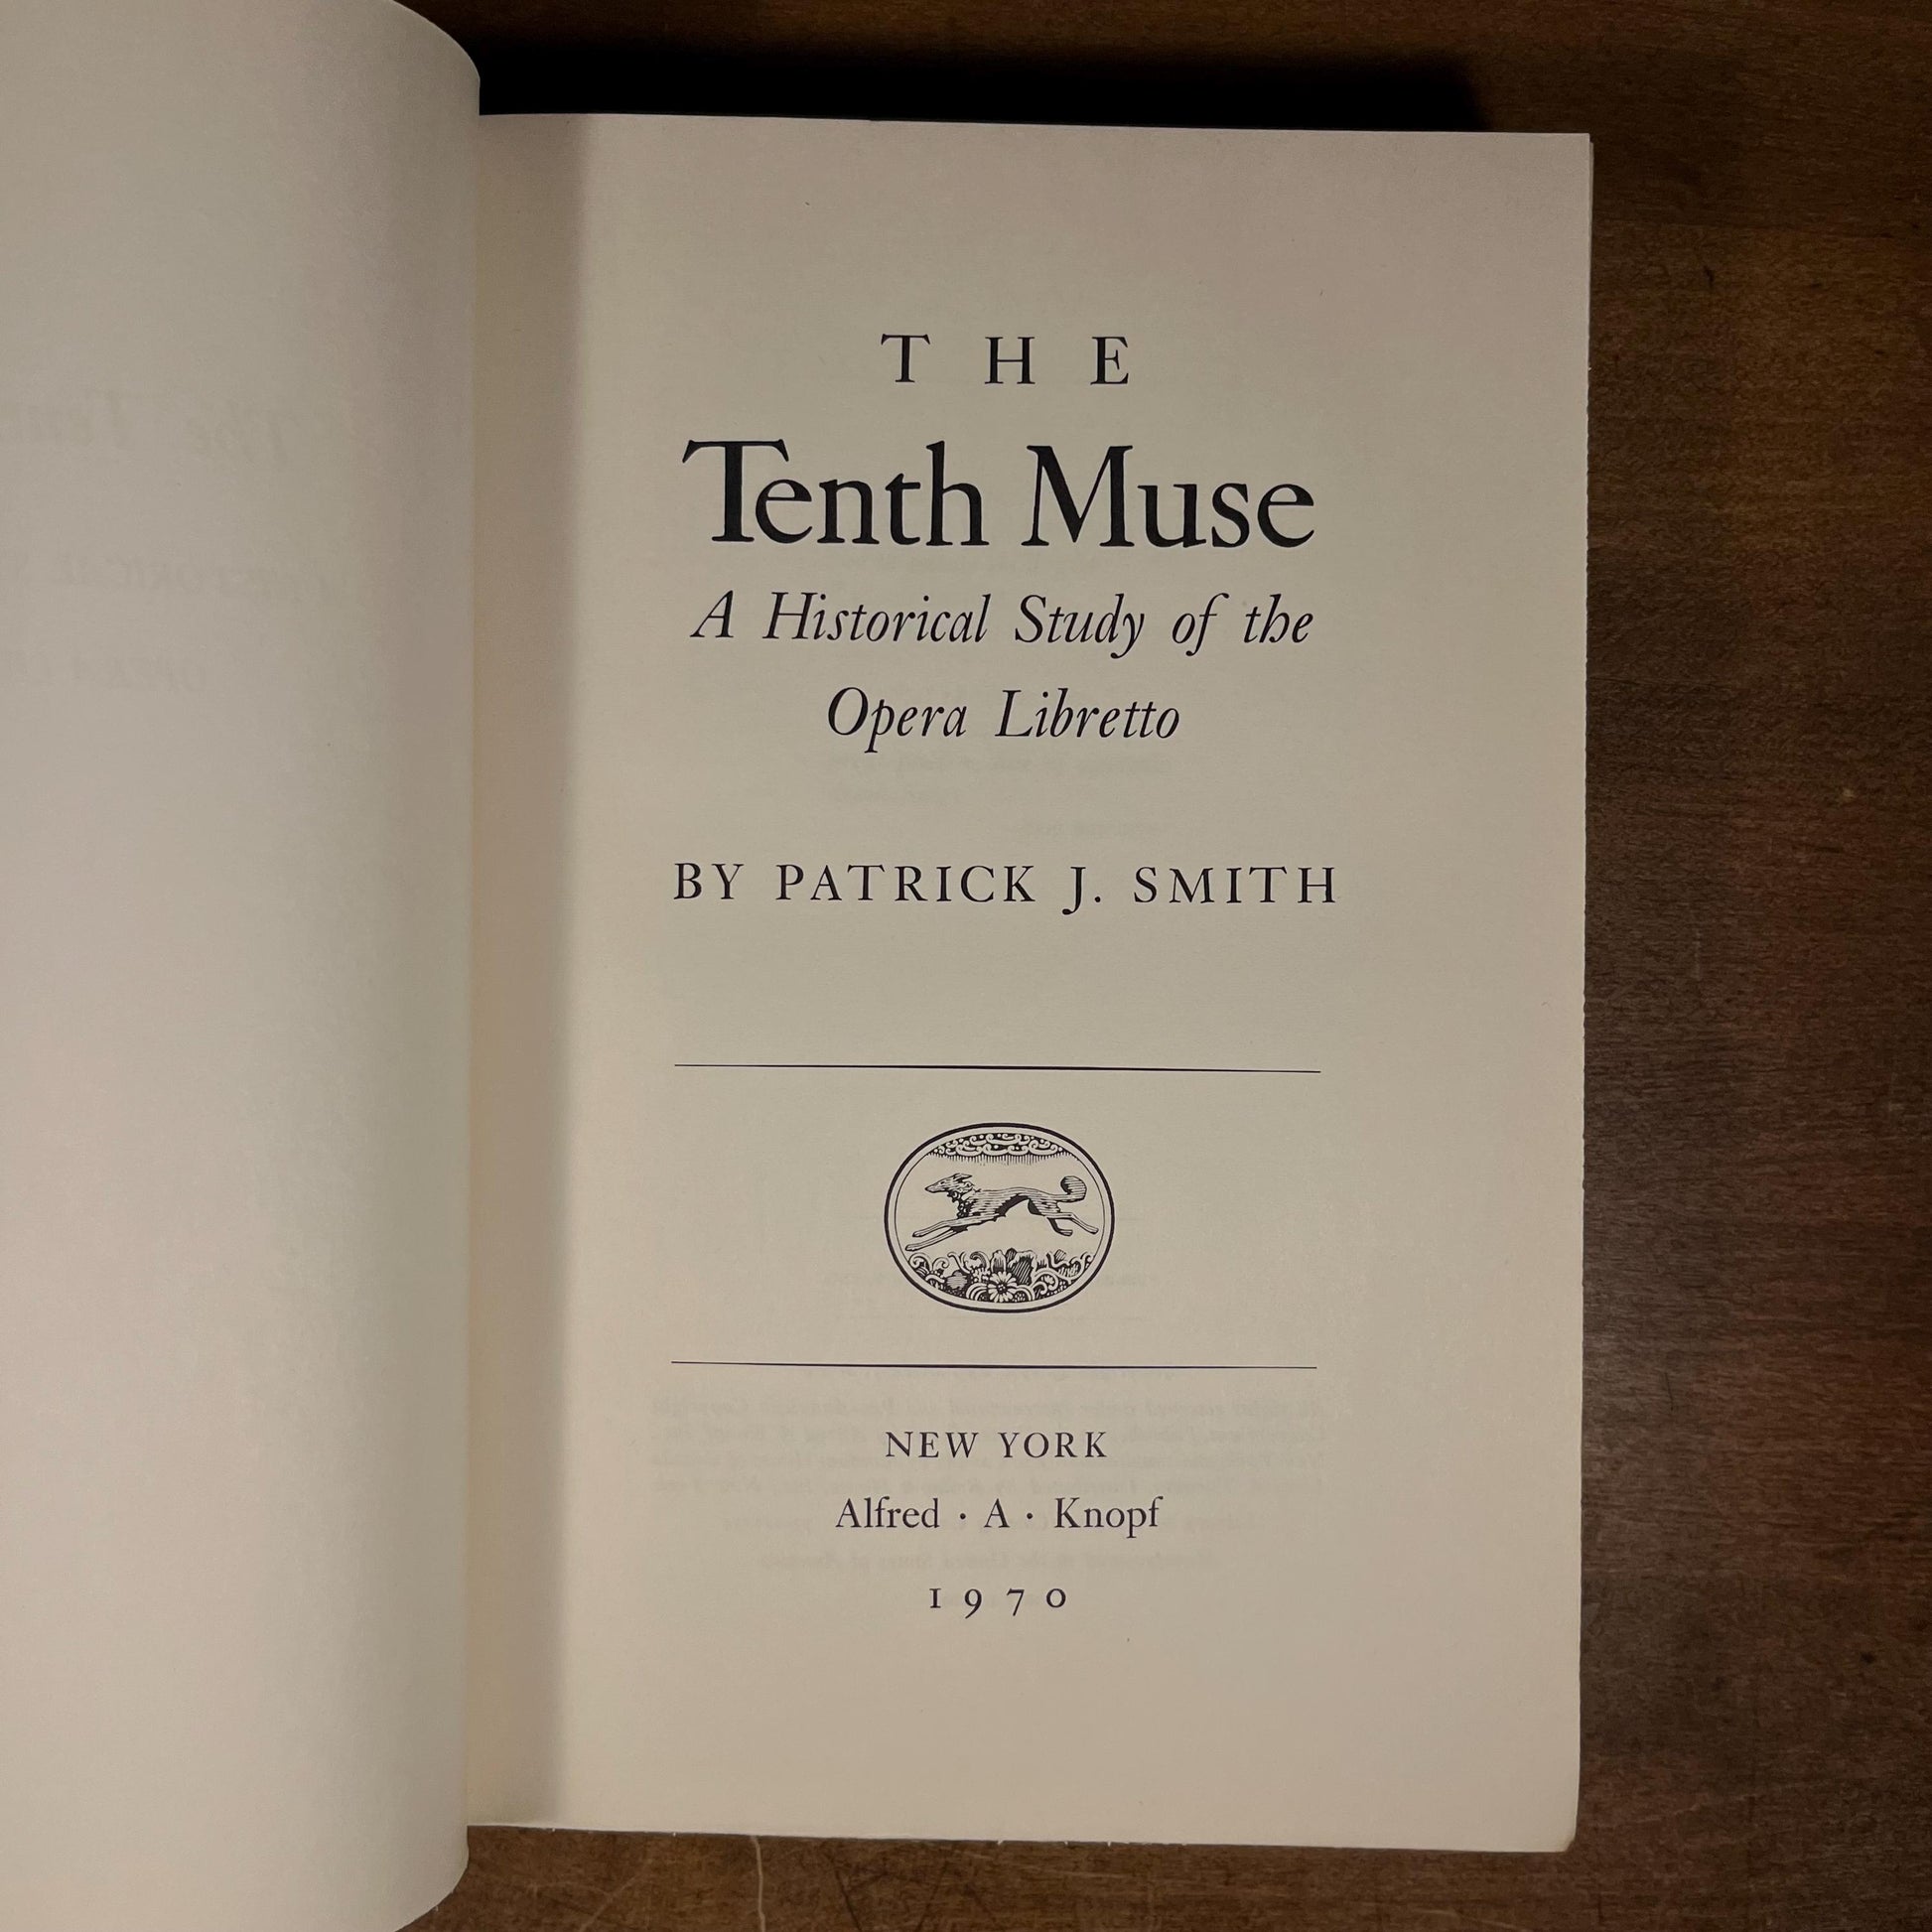 THE
Tenth Muse
A Historical Study of the
Opera Libretto
BY PATRICK J. SMITH
NEW YORK
Alfred · A · Knopf
1970